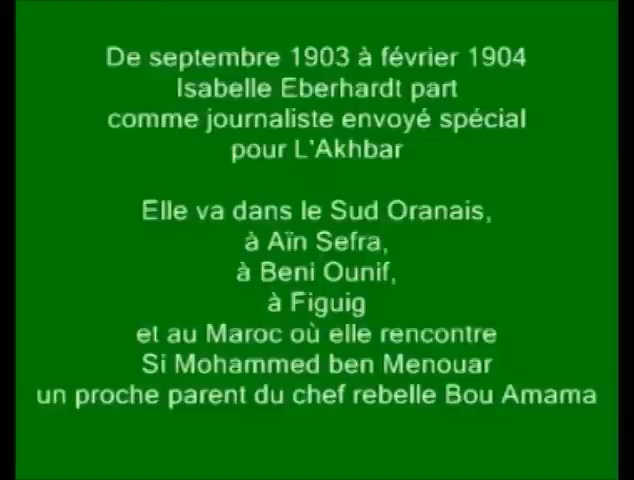 De septembre 1903 à février 1904
Isabelle Eberhardt part
comme journaliste envoyé spécial
pour L'Akhbar
Elle va dans le Sud Oranais,
à Aïn Sefra,
à Beni Ounif,
à Figuig
et au Maroc où elle rencontre
Si Mohammed ben Menouar
un proche parent du chef rebelle Bou Amama